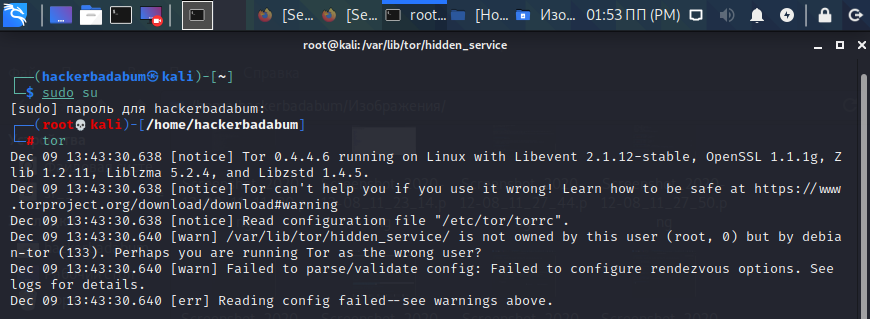 [Se...
[Se...
root...
[Ho...
Изо...
01:53 ПП (PM)
root@kali: /var/lib/tor/hidden_service
(hackerbadabum㉿kali)-[~]
$ sudo su
[sudo] пароль для hackerbadabum:
(root💀kali)-[/home/hackerbadabum]
# tor
Dec 09 13:43:30.638 [notice] Tor 0.4.4.6 running on Linux with Libevent 2.1.12-stable, OpenSSL 1.1.1g, Z
lib 1.2.11, Liblzma 5.2.4, and Libzstd 1.4.5.
Dec 09 13:43:30.638 [notice] Tor can't help you if you use it wrong! Learn how to be safe at https://www
.torproject.org/download/download#warning
Dec 09 13:43:30.638 [notice] Read configuration file "/etc/tor/torrc".
Dec 09 13:43:30.640 [warn] /var/lib/tor/hidden_service/ is not owned by this user (root, 0) but by debia
n-tor (133). Perhaps you are running Tor as the wrong user?
Dec 09 13:43:30.640 [warn] Failed to parse/validate config: Failed to configure rendezvous options. See
logs for details.
Dec 09 13:43:30.640 [err] Reading config failed--see warnings above.